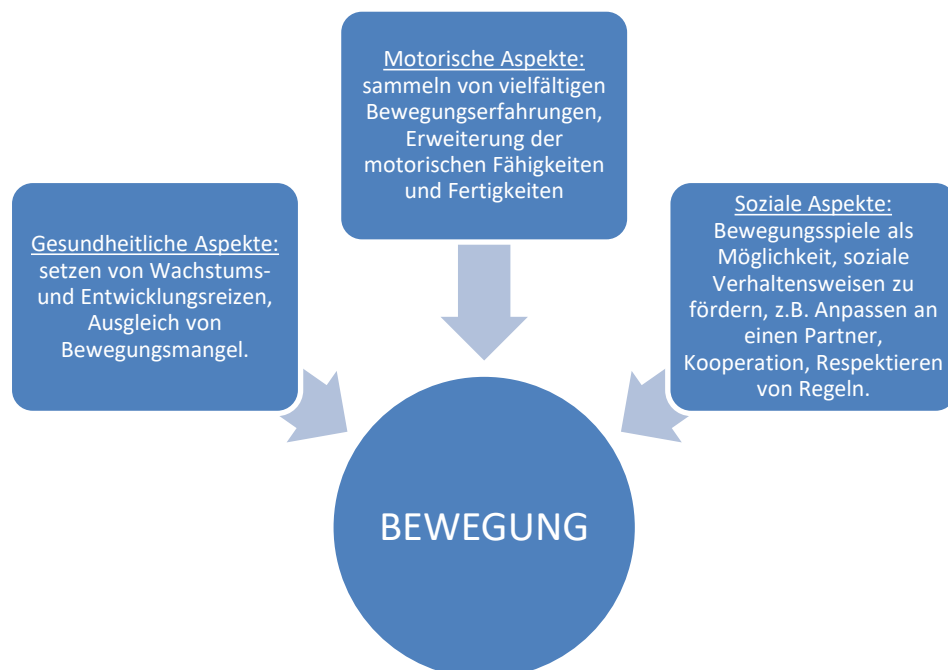 Motorische Aspekte:
sammeln von vielfältigen
Bewegungserfahrungen,
Erweiterung der
motorischen Fähigkeiten
und Fertigkeiten
Gesundheitliche Aspekte:
setzen von Wachstums-
und Entwicklungsreizen,
Ausgleich von
Bewegungsmangel.
Soziale Aspekte:
Bewegungsspiele als
Möglichkeit, soziale
Verhaltensweisen zu
fördern, z.B. Anpassen an
einen Partner,
Kooperation, Respektieren
von Regeln.
BEWEGUNG